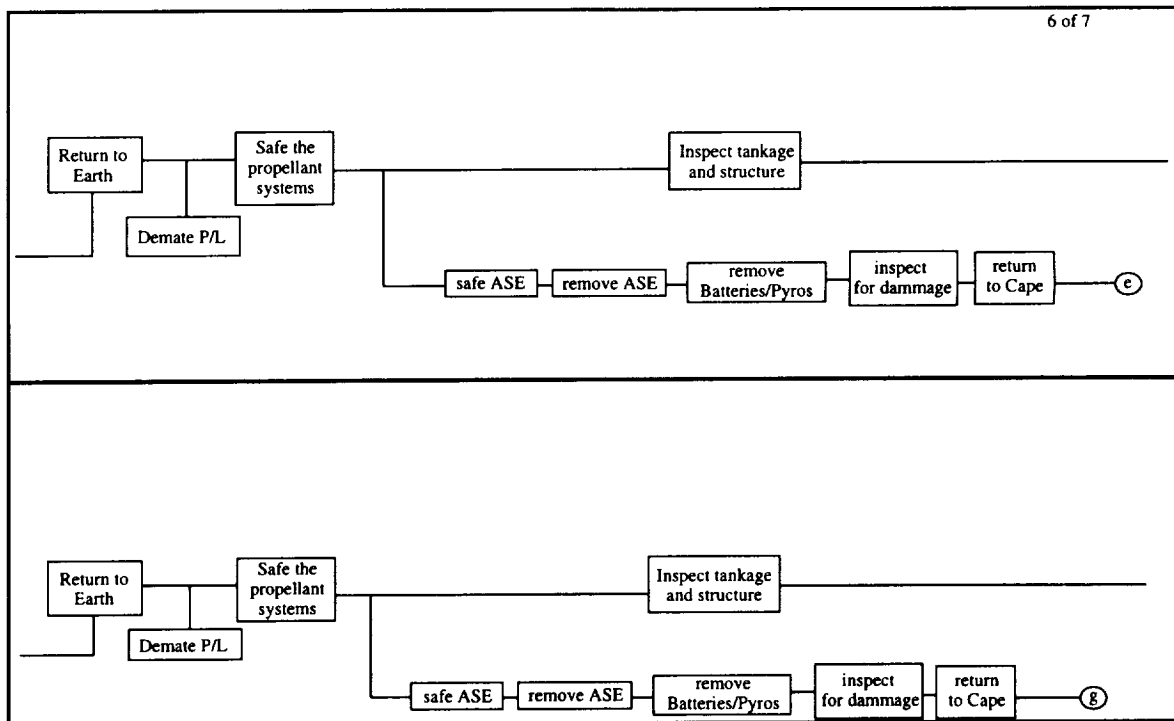 6 of 7
Return to
Earth
Safe the
propellant
systems
Inspect tankage
and structure
Demate P/L
safe ASE
remove ASE
remove
Batteries/Pyros
inspect
for dammage
return
to Cape
e
Return to
Earth
Safe the
propellant
systems
Inspect tankage
and structure
Demate P/L
safe ASE
remove ASE
remove
Batteries/Pyros
inspect
for dammage
return
to Cape
g